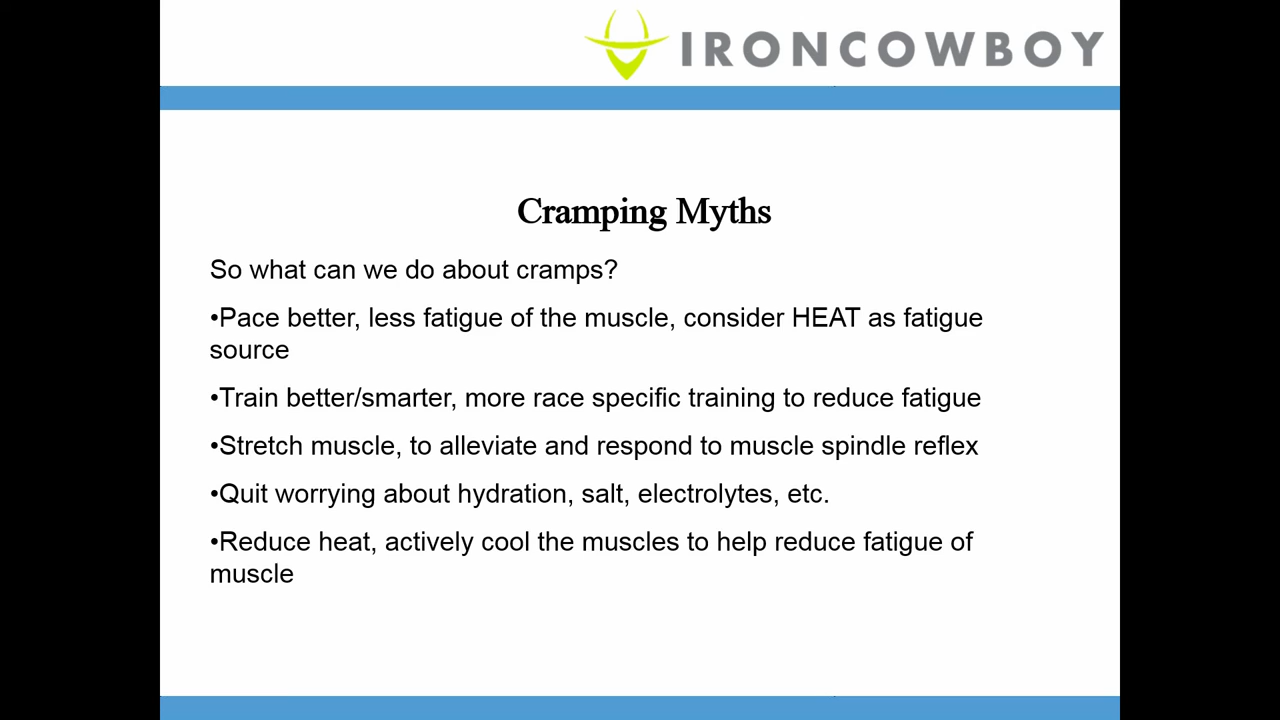 IRONCOWBOY
Cramping Myths
So what can we do about cramps?
•Pace better, less fatigue of the muscle, consider HEAT as fatigue
source
•Train better/smarter, more race specific training to reduce fatigue
•Stretch muscle, to alleviate and respond to muscle spindle reflex
•Quit worrying about hydration, salt, electrolytes, etc.
•Reduce heat, actively cool the muscles to help reduce fatigue of
muscle